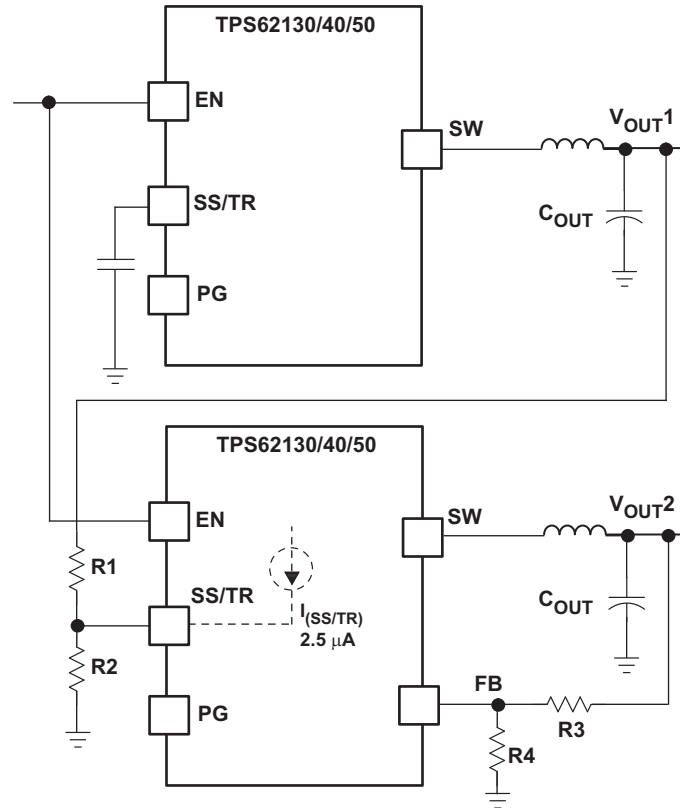 TPS62130/40/50
EN
SW
VOUT1
SS/TR
COUT
PG
TPS62130/40/50
EN
SW
VOUT2
R1
SS/TR
I(SS/TR)
2.5 μA
COUT
R2
PG
FB
R3
R4